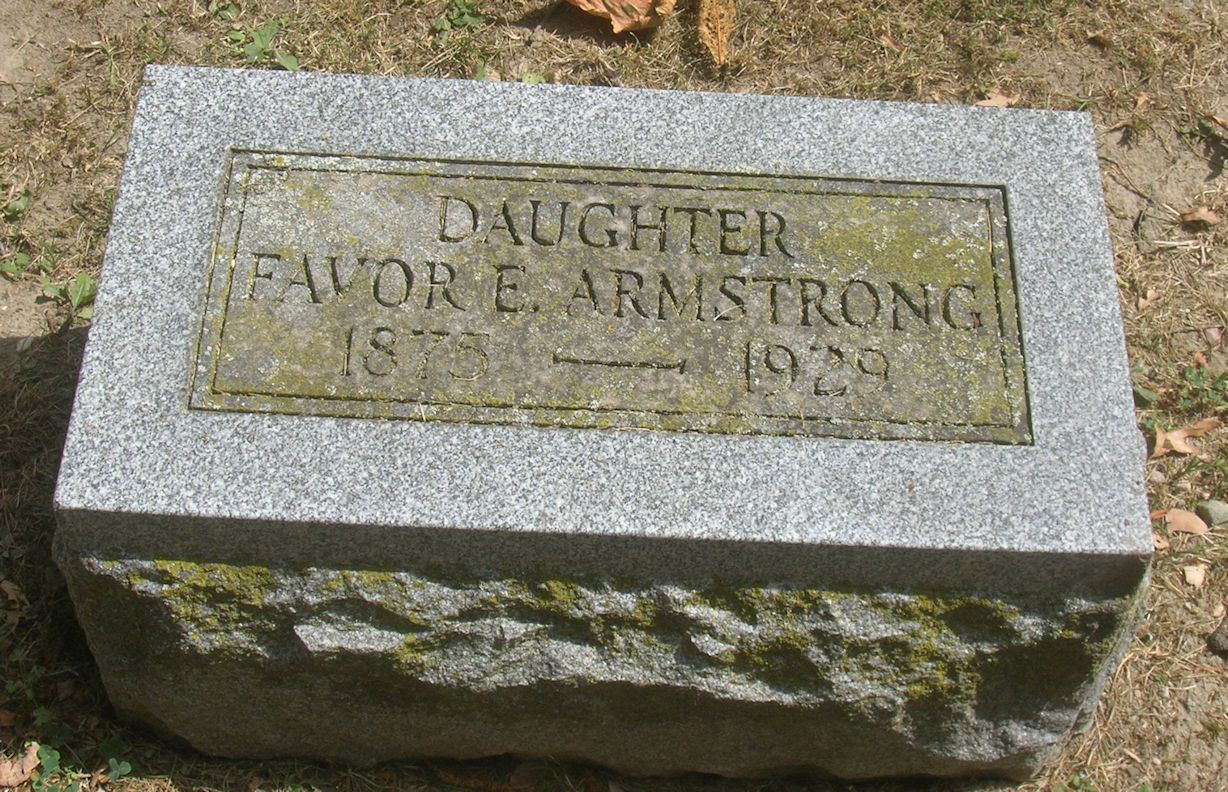 DAUGHTER
FAVOR E. ARMSTRONG
1875 — 1929